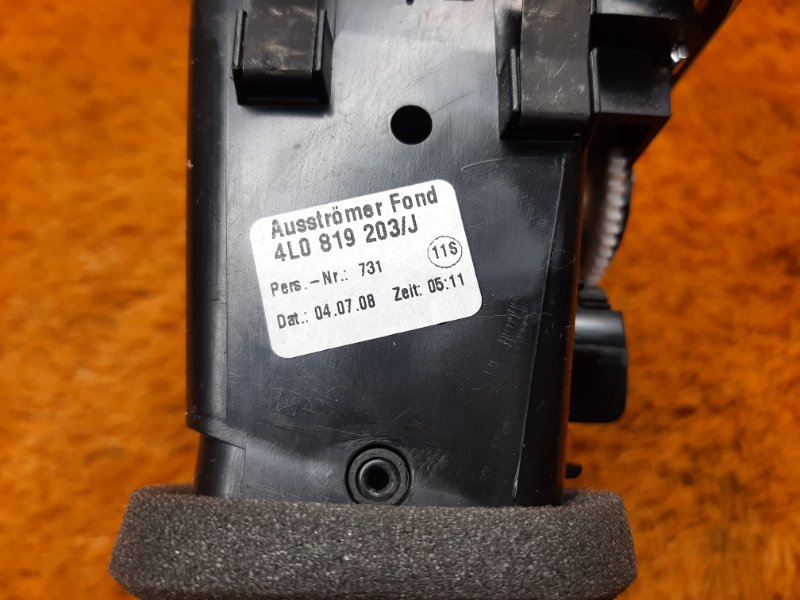 Ausströmer Fond
4L0 819 203/J
Pers.-Nr.: 731 11S
Dat.: 04.07.08 Zeit: 05:11